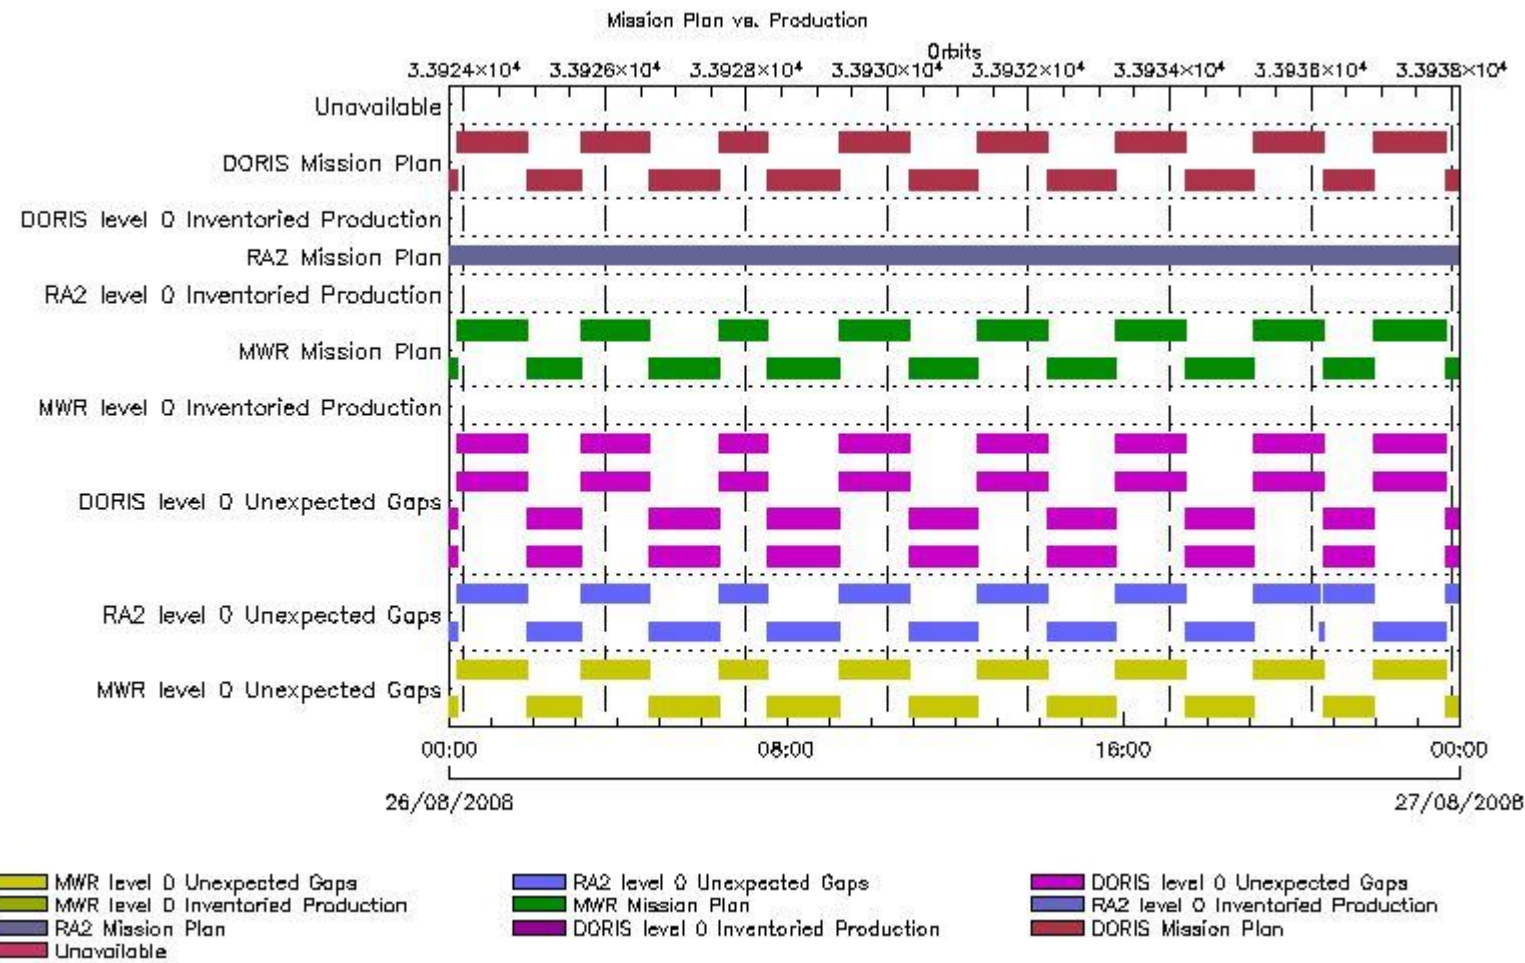 Mission Plan vs. Production
Orbits
3.3924×10⁴ 3.3926×10⁴ 3.3928×10⁴ 3.3930×10⁴ 3.3932×10⁴ 3.3934×10⁴ 3.3936×10⁴ 3.3938×10⁴
Unavailable
DORIS Mission Plan
DORIS level 0 Inventoried Production
RA2 Mission Plan
RA2 level 0 Inventoried Production
MWR Mission Plan
MWR level 0 Inventoried Production
DORIS level 0 Unexpected Gaps
RA2 level 0 Unexpected Gaps
MWR level 0 Unexpected Gaps
00:00 08:00 16:00 00:00
26/08/2008 27/08/2008
MWR level 0 Unexpected Gaps RA2 level 0 Unexpected Gaps DORIS level 0 Unexpected Gaps
MWR level 0 Inventoried Production MWR Mission Plan RA2 level 0 Inventoried Production
RA2 Mission Plan DORIS level 0 Inventoried Production DORIS Mission Plan
Unavailable